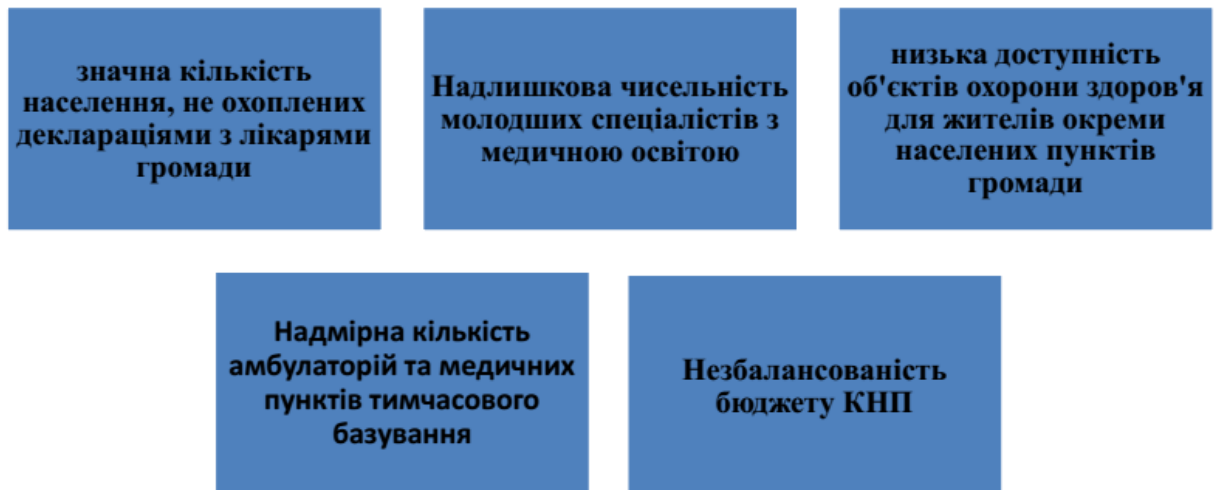 значна кількість
населення, не охоплених
деклараціями з лікарями
громади
Надлишкова чисельність
молодших спеціалістів з
медичною освітою
низька доступність
об'єктів охорони здоров'я
для жителів окреми
населених пунктів
громади
Надмірна кількість
амбулаторій та медичних
пунктів тимчасового
базування
Незбалансованість
бюджету КНП